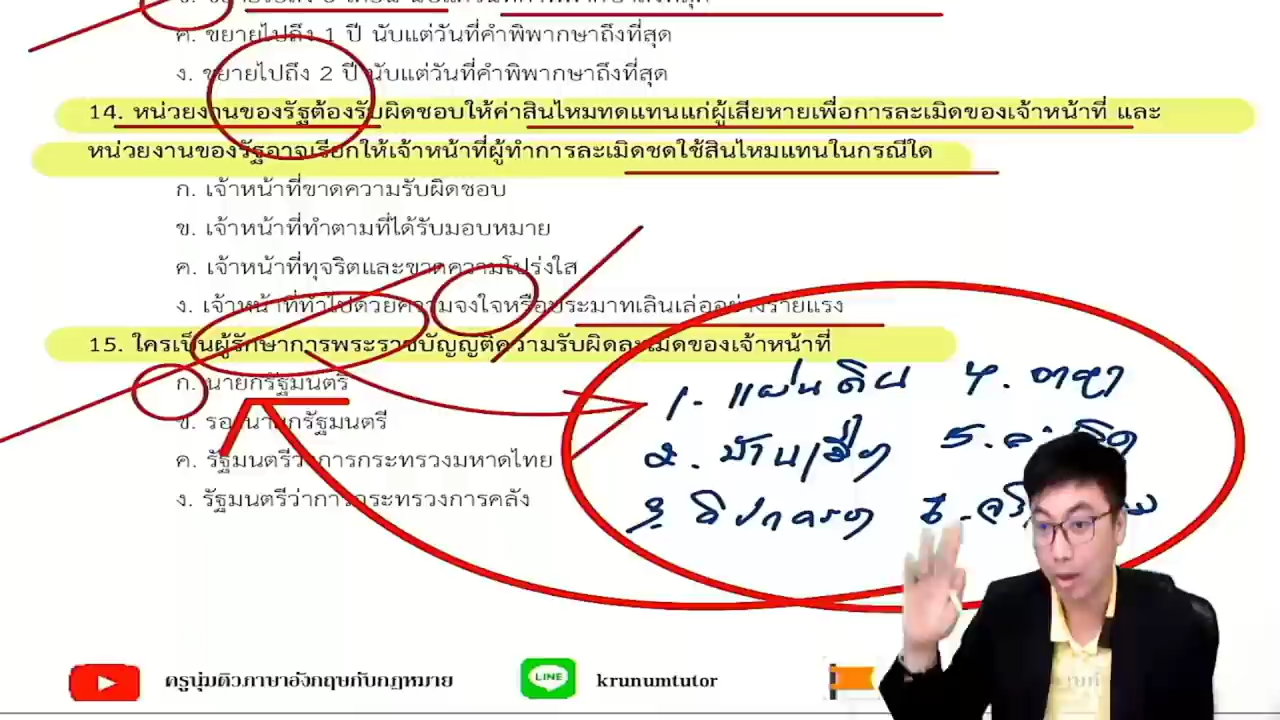 ค. ขยายไปถึง 1 ปี นับแต่วันที่คำพิพากษาถึงที่สุด
ง. ขยายไปถึง 2 ปี นับแต่วันที่คำพิพากษาถึงที่สุด
14. หน่วยงานของรัฐต้องรับผิดชอบให้ค่าสินไหมทดแทนแก่ผู้เสียหายเพื่อการละเมิดของเจ้าหน้าที่ และ
หน่วยงานของรัฐอาจเรียกให้เจ้าหน้าที่ผู้ทำการละเมิดชดใช้สินไหมแทนในกรณีใด
ก. เจ้าหน้าที่ขาดความรับผิดชอบ
ข. เจ้าหน้าที่ทำตามที่ได้รับมอบหมาย
ค. เจ้าหน้าที่ทุจริตและขาดความโปร่งใส
ง. เจ้าหน้าที่ทำไปด้วยความจงใจหรือประมาทเลินเล่ออย่างร้ายแรง
15. ใครเป็นผู้รักษาการพระราชบัญญัติความรับผิดละเมิดของเจ้าหน้าที่
ก. นายกรัฐมนตรี
ข. รองนายกรัฐมนตรี
ค. รัฐมนตรีว่าการกระทรวงมหาดไทย
ง. รัฐมนตรีว่าการกระทรวงการคลัง
1. แผ่นดิน 4. อาญา
2. บ้านเมือง 5.
3. 6.
ครูนุ่มติวภาษาอังกฤษกับกฎหมาย
LINE
krunumtutor